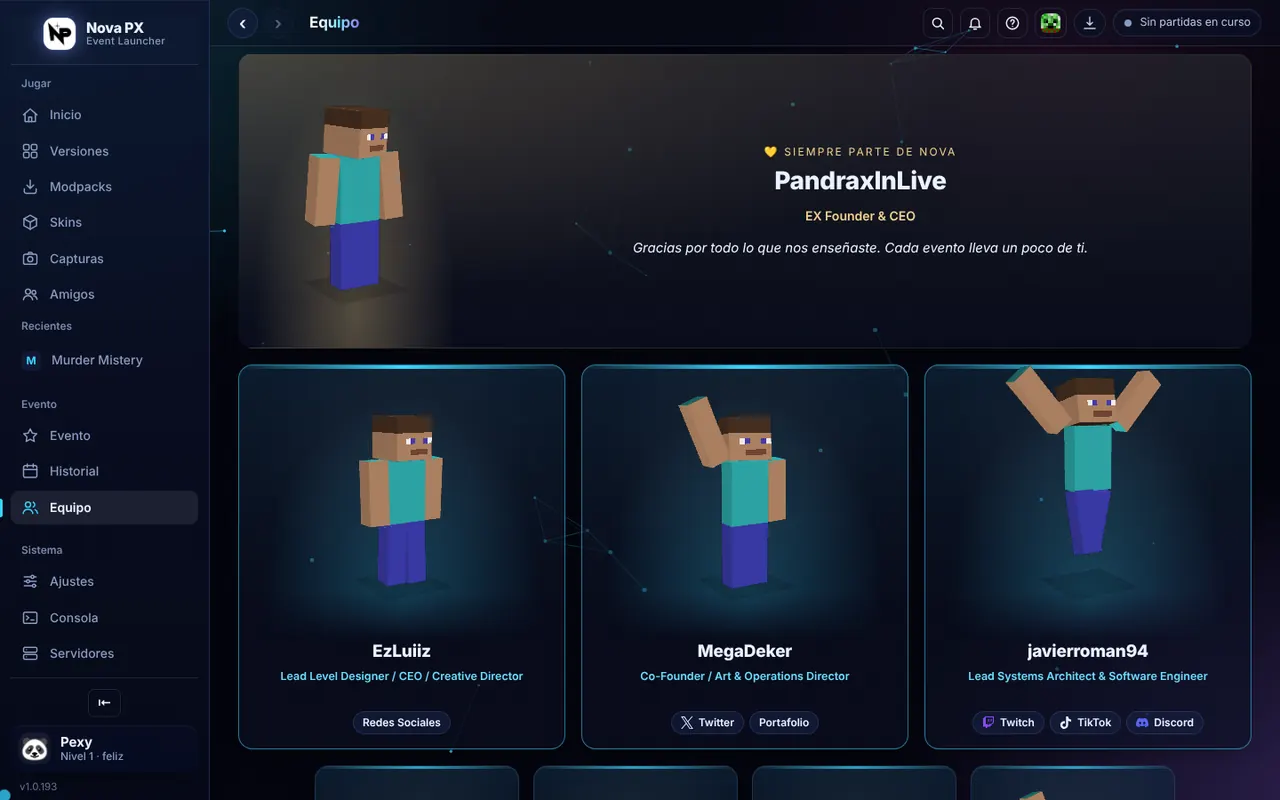 Nova PX
Event Launcher
Jugar
Inicio
Versiones
Modpacks
Skins
Capturas
Amigos
Recientes
M Murder Mistery
Evento
Evento
Historial
Equipo
Sistema
Ajustes
Consola
Servidores
Pexy
Nivel 1 · feliz
v1.0.193
Equipo
Sin partidas en curso
💛 SIEMPRE PARTE DE NOVA
PandraxInLive
EX Founder & CEO
Gracias por todo lo que nos enseñaste. Cada evento lleva un poco de ti.
EzLuiiz
Lead Level Designer / CEO / Creative Director
Redes Sociales
MegaDeker
Co-Founder / Art & Operations Director
Twitter
Portafolio
javierroman94
Lead Systems Architect & Software Engineer
Twitch
TikTok
Discord